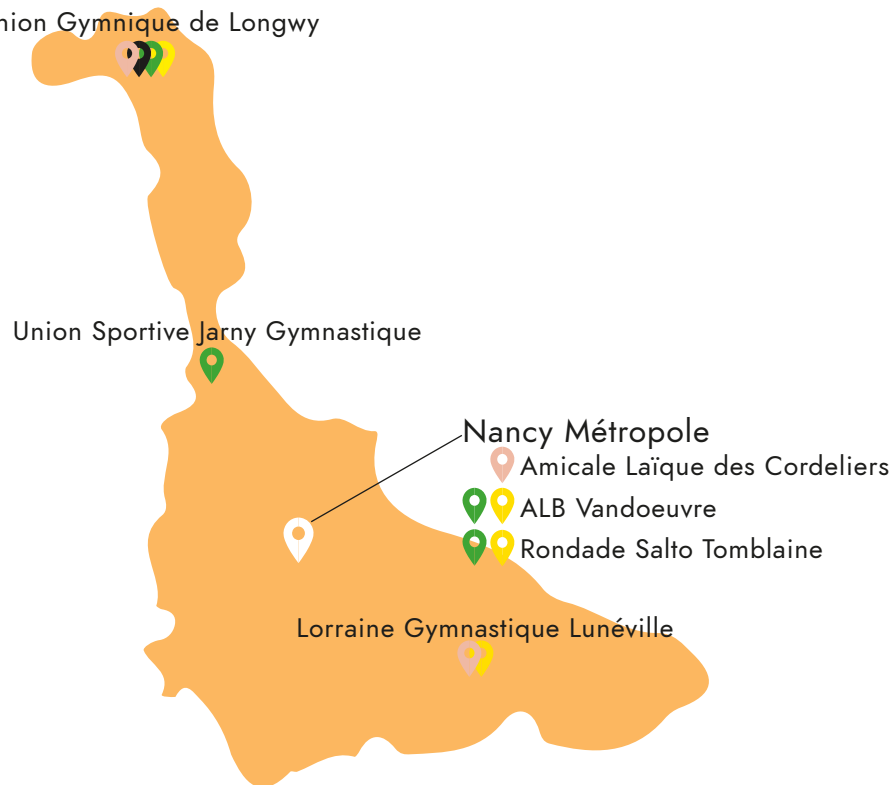 nion Gymnique de Longwy
Union Sportive Jarny Gymnastique
Nancy Métropole
Amicale Laïque des Cordeliers
ALB Vandoeuvre
Rondade Salto Tomblaine
Lorraine Gymnastique Lunéville